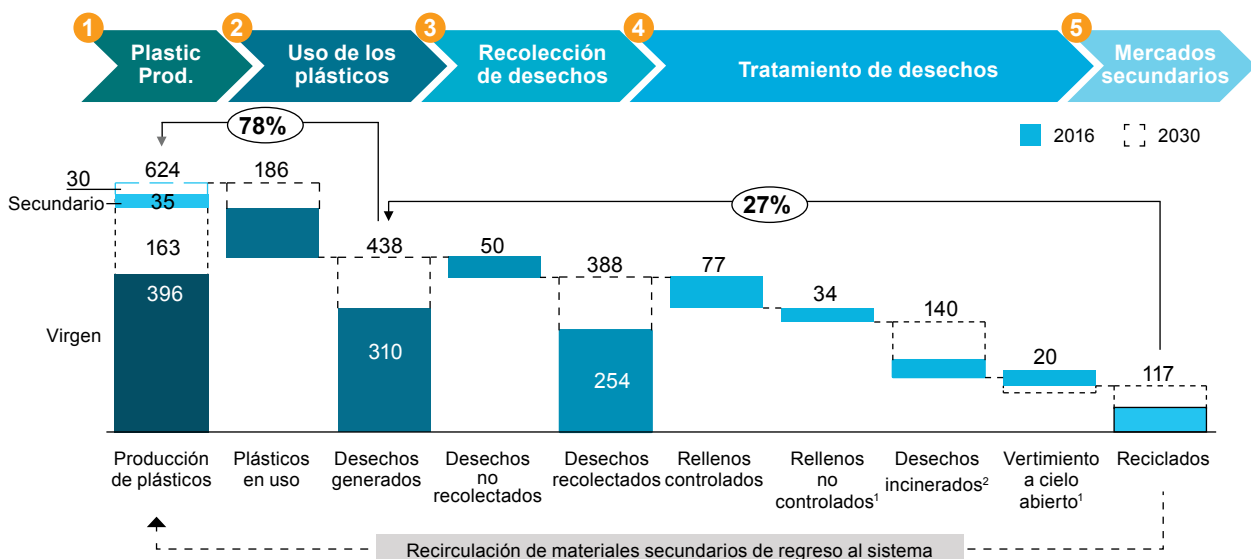 1
2
3
4
5
Plastic
Prod.
Uso de los
plásticos
Recolección
de desechos
Tratamiento de desechos
Mercados
secundarios
78%
2016
2030
30
624
186
Secundario
35
27%
163
438
50
388
77
34
140
20
117
396
Virgen
310
254
Producción
de plásticos
Plásticos
en uso
Desechos
generados
Desechos
no
recolectados
Desechos
recolectados
Rellenos
controlados
Rellenos
no
controlados¹
Desechos
incinerados²
Vertimiento
a cielo
abierto¹
Reciclados
Recirculación de materiales secundarios de regreso al sistema